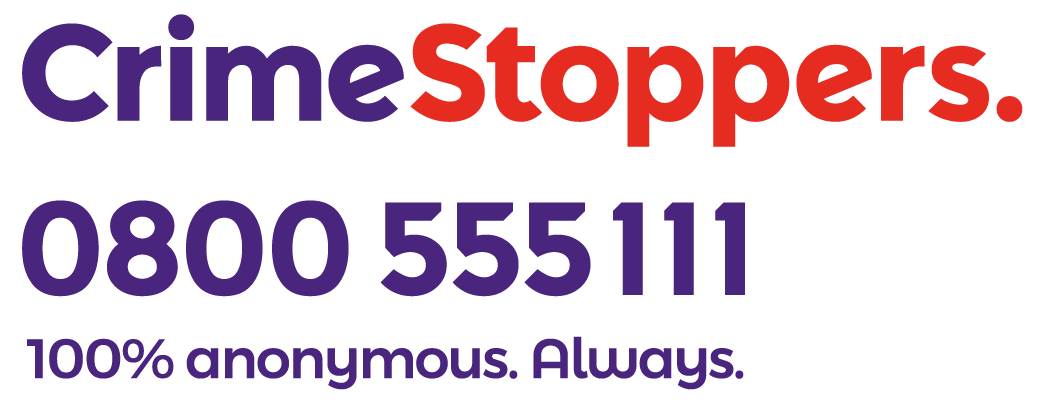 CrimeStoppers.
0800 555 111
100% anonymous. Always.